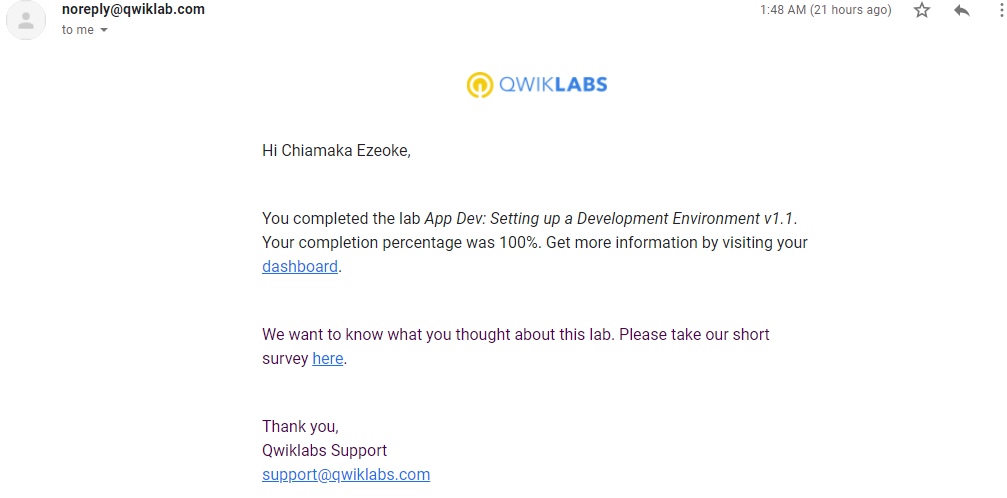 noreply@qwiklab.com
1:48 AM (21 hours ago)
to me
QWIKLABS
Hi Chiamaka Ezeoke,
You completed the lab App Dev: Setting up a Development Environment v1.1.
Your completion percentage was 100%. Get more information by visiting your
dashboard.
We want to know what you thought about this lab. Please take our short
survey here.
Thank you,
Qwiklabs Support
support@qwiklabs.com